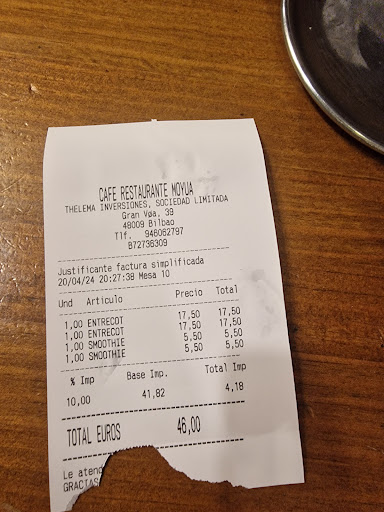 CAFE RESTAURANTE MOYUA
THELEMA INVERSIONES, SOCIEDAD LIMITADA
Gran Vøa, 39
48009 Bilbao
Tlf. 946062797
B72736309
Justificante factura simplificada
20/04/24 20:27:38 Mesa 10
Und Artículo Precio Total
1,00 ENTRECOT 17,50 17,50
1,00 ENTRECOT 17,50 17,50
1,00 SMOOTHIE 5,50 5,50
1,00 SMOOTHIE 5,50 5,50
% Imp Base Imp. Total Imp
10,00 41,82 4,18
TOTAL EUROS 46,00
Le atend
GRACIAS